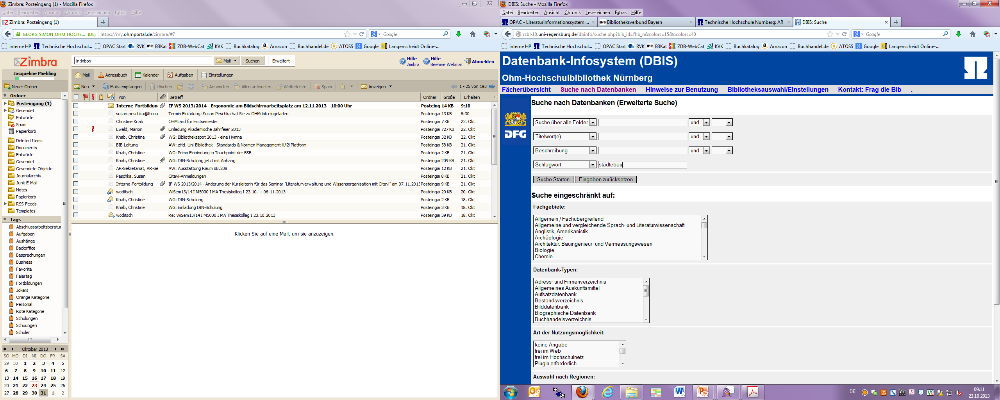 Zimbra: Posteingang (1) - Mozilla Firefox
Datei Bearbeiten Ansicht Chronik Lesezeichen Extras Hilfe
Zimbra: Posteingang (1)
GEORG-SIMON-OHM-HOCHS... (DE) https://my.ohmportal.de/zimbra/#7
Google
interne HP Technische Hochschul... OPAC Start RVK B3Kat ZDB-WebCat KVK Buchkatalog Amazon Buchhandel.de ATOSS Google Langenscheidt Online-...
Zimbra
in:inbox Mail Suchen Erweitert
Hilfe Zimbra
Hilfe Beehive Webmail
Abmelden
Jacqueline Miehling
Mail Adressbuch Kalender Aufgaben Einstellungen
Neuer Ordner
Neu Mails empfangen Löschen Antworten Allen antworten Weiterleiten Spam Anzeigen 1 - 25 von 193
Ordner
Posteingang (1)
Gesendet
Entwürfe
Spam
Papierkorb
Deleted Items
Documents
Entwürfe
Gesendet
Gesendete Objekte
Journalarchiv
Junk-E-Mail
Notes
Papierkorb
RSS-Feeds
Templates
Tags
Abschlussarbeitsberatur
Aufgaben
Aushänge
Backoffice
Besprechungen
Business
Favorite
Feiertag
Fortbildungen
Jokers
Orange Kategorie
Personal
Rote Kategorie
Schulungen
Schuungen
Schüler
Oktober 2013
SO MO DI MI DO FR SA
29 30 1 2 3 4 5
6 7 8 9 10 11 12
13 14 15 16 17 18 19
20 21 22 23 24 25 26
27 28 29 30 31 1 2
Von Betreff Ordner Größe Erhalten
Interne-Fortbildung IF WS 2013/2014 - Ergonomie am Bildschirmarbeitsplatz am 12.11.2013 - 10:00 Uhr Posteing 14 KB 9:10
susan.peschka@th-nu Termin Einladung: Susan Peschka hat Sie zu OHMdok eingeladen Posteingar 13 KB 8:30
Christine Knab OHMcard für Erstsemester Posteingar 7 KB 22. Okt
Ewald, Marion Einladung Akademische Jahrfeier 2013 Posteingar 727 KB 22. Okt
Knab, Christine WG: Bibliotheksspot 2013 - eine Hymne Posteingar 32 KB 22. Okt
BIB-Leitung AW: zHd. Uni-Bibliothek - Standards & Normen Management ili/i2i Platform Posteingar 58 KB 21. Okt
Knab, Christine WG: Primo Einbindung in Touchpoint der BSB Posteingar 2 KB 21. Okt
Knab, Christine WG: DIN-Schulung jetzt mit Anhang Posteingar 209 KB 21. Okt
AR-Sekretariat, AR-Se AW: Ausstattung Raum BB.208 Posteingar 12 KB 21. Okt
Peschka, Susan Citavi-Anmeldungen Posteingar 8 KB 21. Okt
Interne-Fortbildung IF WS 2013/2014 - Änderung der Kursleiterin für das Seminar "Literaturverwaltung und Wissensorganisation mit Citavi" am 07.11.2013 Posteingar 9 KB 21. Okt
woditsch WiSem13/14 I M5000 I MA Thesiskolleg I 23.10. + 06.11.2013 Posteingar 20 KB 20. Okt
Knab, Christine WG: DIN-Schulung Posteingar 2 KB 18. Okt
Knab, Christine WG: Einladung DIN-Schulung Posteingar 3 KB 18. Okt
woditsch Re: WiSem13/14 I M5000 I MA Thesiskolleg I 23.10.2013 Posteingar 39 KB 18. Okt
Klicken Sie auf eine Mail, um sie anzuzeigen.
DBIS: Suche - Mozilla Firefox
Datei Bearbeiten Ansicht Chronik Lesezeichen Extras Hilfe
OPAC - Literaturinformationssystem ... BVB Bibliotheksverbund Bayern Technische Hochschule Nürnberg: AR DBIS: Suche
rzblx10.uni-regensburg.de/dbinfo/suche.php?bib_id=fhb_n&colors=15&ocolors=40
Google
interne HP Technische Hochschul... OPAC Start RVK B3Kat ZDB-WebCat KVK Buchkatalog Amazon Buchhandel.de ATOSS Google Langenscheidt Online-...
Datenbank-Infosystem (DBIS)
Ohm-Hochschulbibliothek Nürnberg
Fächerübersicht Suche nach Datenbanken Hinweise zur Benutzung Bibliotheksauswahl/Einstellungen Kontakt: Frag die Bib .
DFG
Suche nach Datenbanken (Erweiterte Suche)
Suche über alle Felder und
Titelwort(e) und
Beschreibung und
Schlagwort städtebau
Suche Starten Eingaben zurücksetzen
Suche eingeschränkt auf:
Fachgebiete:
Allgemein / Fachübergreifend
Allgemeine und vergleichende Sprach- und Literaturwissenschaft
Anglistik, Amerikanistik
Archäologie
Architektur, Bauingenieur- und Vermessungswesen
Biologie
Chemie
Datenbank-Typen:
Adress- und Firmenverzeichnis
Allgemeines Auskunftsmittel
Aufsatzdatenbank
Bestandsverzeichnis
Bilddatenbank
Biographische Datenbank
Buchhandelsverzeichnis
Art der Nutzungsmöglichkeit:
keine Angabe
frei im Web
frei im Hochschulnetz
Plugin erforderlich
Auswahl nach Regionen:
DE
09:11
23.10.2013